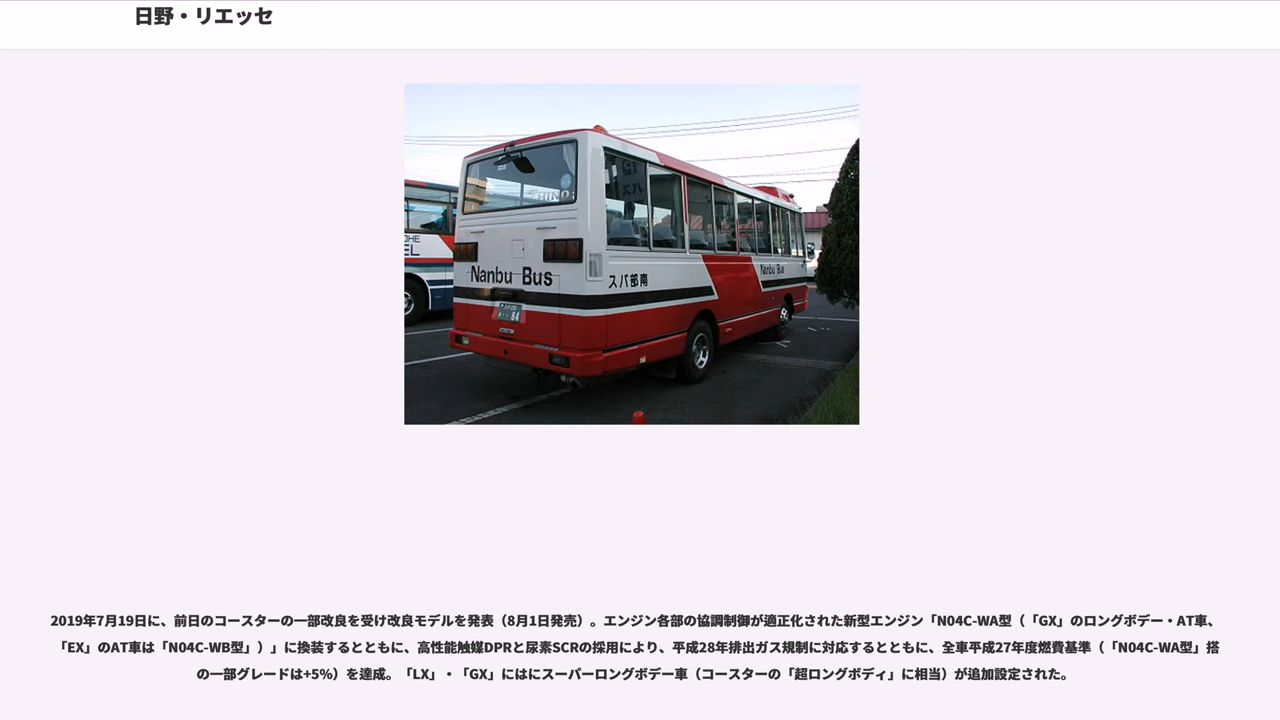 日野・リエッセ
Nanbu Bus
スバ部南
Nanbu Bus
84
2019年7月19日に、前日のコースターの一部改良を受け改良モデルを発表（8月1日発売）。エンジン各部の協調制御が適正化された新型エンジン「N04C-WA型（「GX」のロングボデー・AT車、
「EX」のAT車は「N04C-WB型」）」に換装するとともに、高性能触媒DPRと尿素SCRの採用により、平成28年排出ガス規制に対応するとともに、全車平成27年度燃費基準（「N04C-WA型」搭
の一部グレードは+5%）を達成。「LX」・「GX」にはにスーパーロングボデー車（コースターの「超ロングボディ」に相当）が追加設定された。